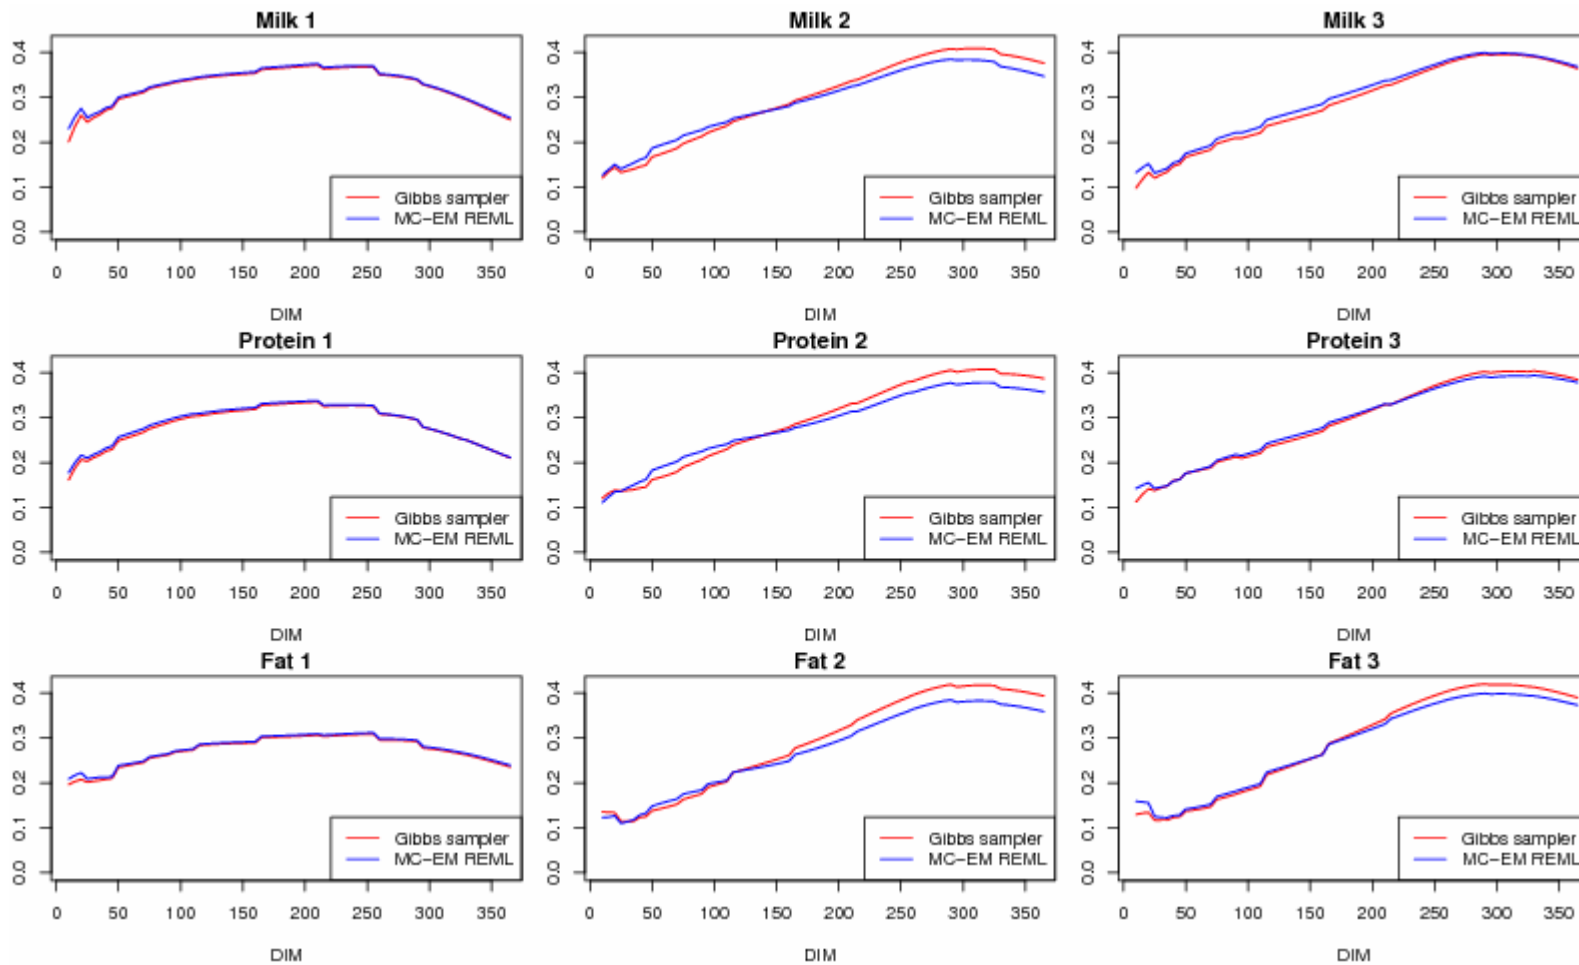 Milk 1 Milk 2 Milk 3
0.4 0.4 0.4
0.3 0.3 0.3
0.2 0.2 0.2
0.1 0.1 0.1
0.0 0.0 0.0
Gibbs sampler Gibbs sampler Gibbs sampler
MC-EM REML MC-EM REML MC-EM REML
0 50 100 150 200 250 300 350 0 50 100 150 200 250 300 350 0 50 100 150 200 250 300 350
DIM DIM DIM
Protein 1 Protein 2 Protein 3
0.4 0.4 0.4
0.3 0.3 0.3
0.2 0.2 0.2
0.1 0.1 0.1
0.0 0.0 0.0
Gibbs sampler Gibbs sampler Gibbs sampler
MC-EM REML MC-EM REML MC-EM REML
0 50 100 150 200 250 300 350 0 50 100 150 200 250 300 350 0 50 100 150 200 250 300 350
DIM DIM DIM
Fat 1 Fat 2 Fat 3
0.4 0.4 0.4
0.3 0.3 0.3
0.2 0.2 0.2
0.1 0.1 0.1
0.0 0.0 0.0
Gibbs sampler Gibbs sampler Gibbs sampler
MC-EM REML MC-EM REML MC-EM REML
0 50 100 150 200 250 300 350 0 50 100 150 200 250 300 350 0 50 100 150 200 250 300 350
DIM DIM DIM